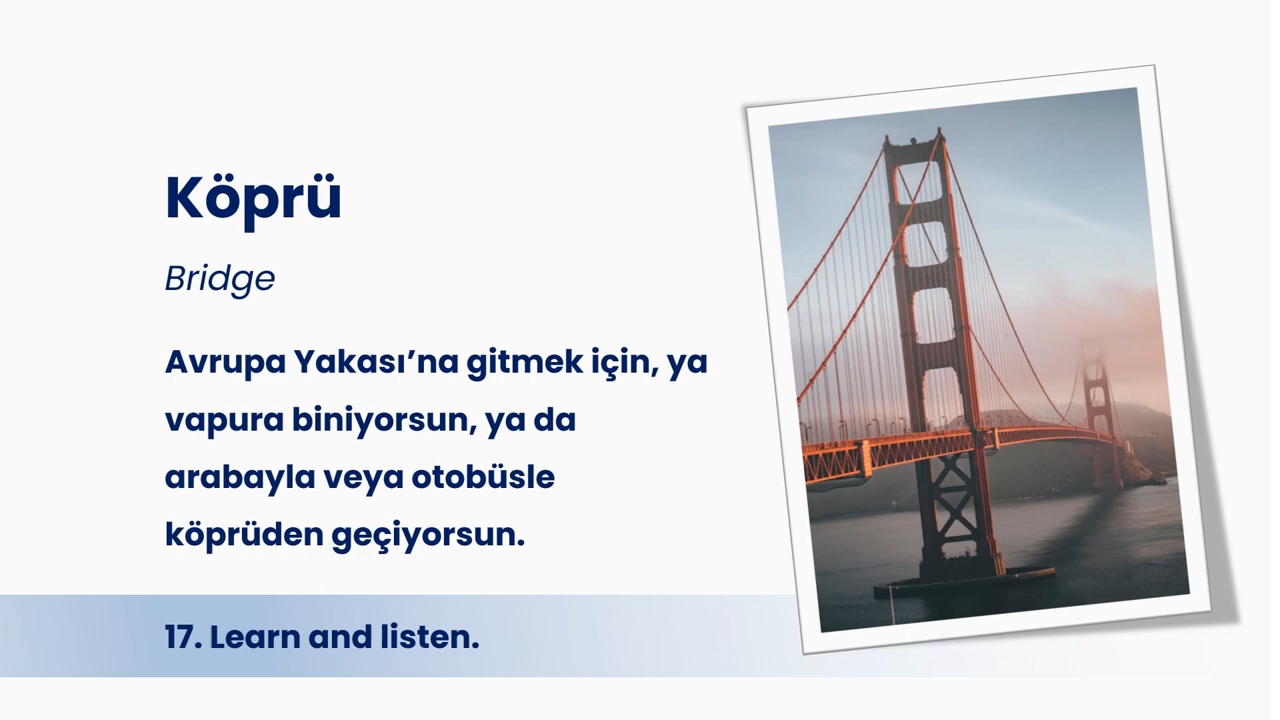 Köprü
Bridge
Avrupa Yakası’na gitmek için, ya
vapura biniyorsun, ya da
arabayla veya otobüsle
köprüden geçiyorsun.
17. Learn and listen.